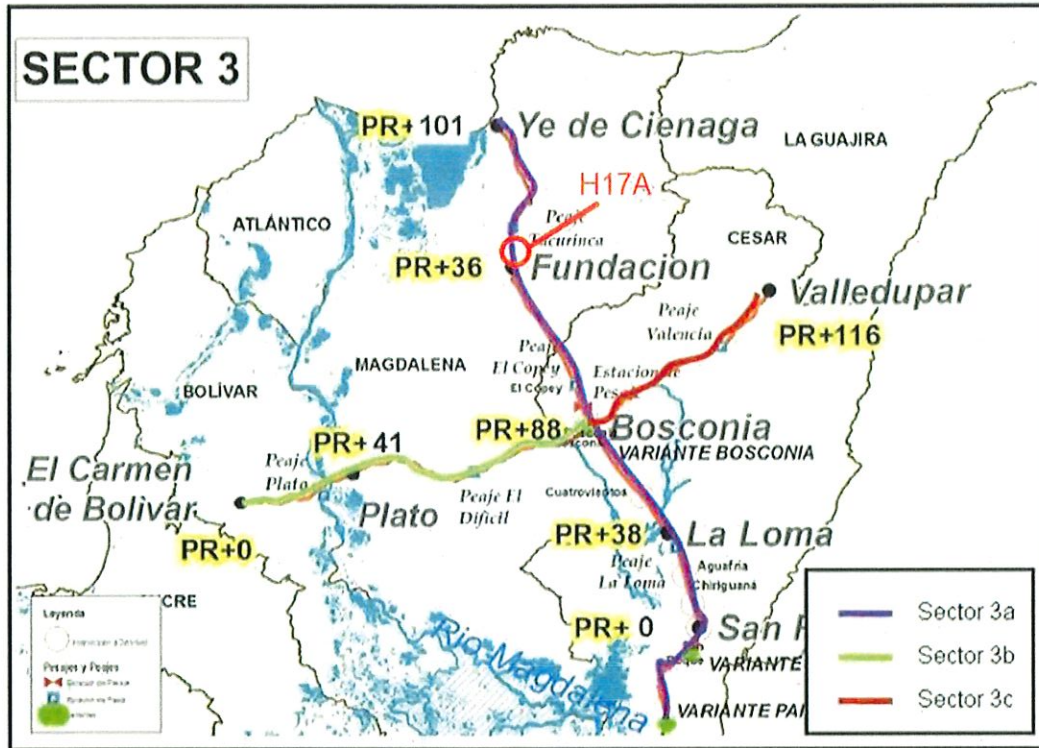 SECTOR 3
PR+ 101
Ye de Cienaga
LA GUAJIRA
H17A
ATLÁNTICO
Peaje
Tucurinca
CESAR
PR+36
Fundacion
Valledupar
Peaje
Valencia
PR+116
MAGDALENA
Peaje
El Copey
El Copey
Estacion de
Pesaje
BOLÍVAR
PR+88
Bosconia
VARIANTE BOSCONIA
PR+ 41
El Carmen
de Bolivar
Peaje
Plato
Plato
Peaje El
Dificil
Cuatrovientos
PR+0
PR+38
La Loma
Peaje
La Loma
Aguafria
Chiriguaná
CRE
Leyenda
Pesajes y Peajes
PR+ 0
San
VARIANTE
Rio Magdalena
VARIANTE PAI
Sector 3a
Sector 3b
Sector 3c